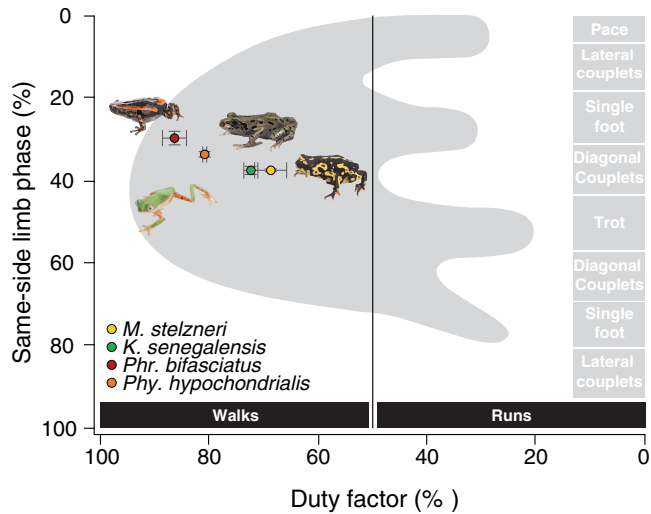 Same-side limb phase (%)
0
20
40
60
80
100
Pace
Lateral
couplets
Single
foot
Diagonal
Couplets
Trot
Diagonal
Couplets
Single
foot
Lateral
couplets
M. stelzneri
K. senegalensis
Phr. bifasciatus
Phy. hypochondrialis
Walks
Runs
100
80
60
40
20
0
Duty factor (% )